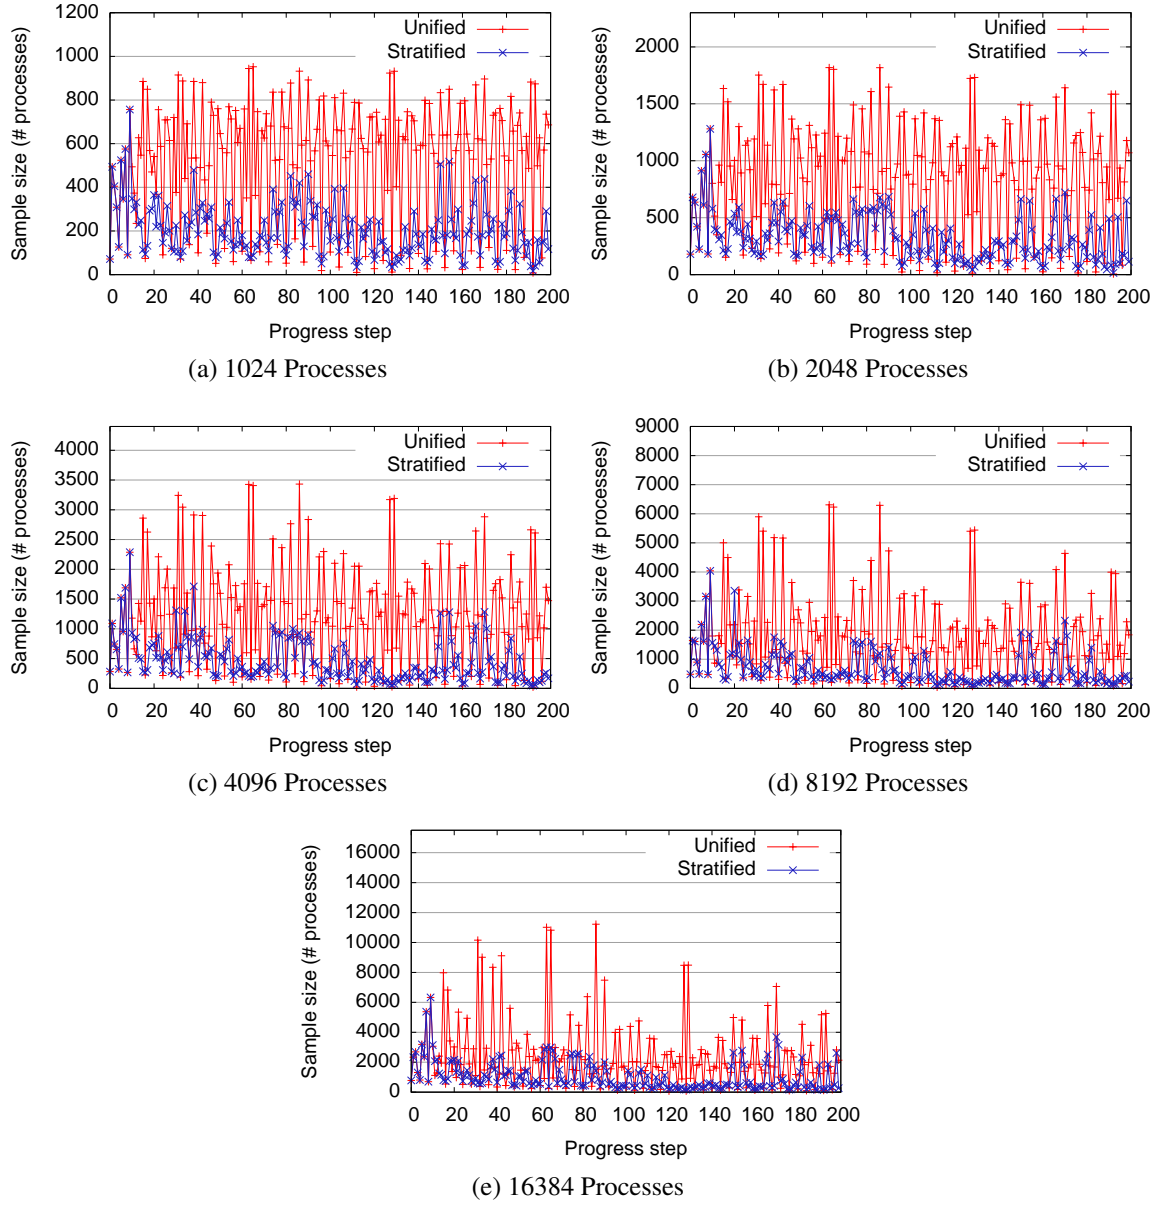 1200
1000
800
600
400
200
0
Sample size (# processes)
Unified
Stratified
0 20 40 60 80 100 120 140 160 180 200
Progress step
(a) 1024 Processes
2000
1500
1000
500
0
Sample size (# processes)
Unified
Stratified
0 20 40 60 80 100 120 140 160 180 200
Progress step
(b) 2048 Processes
4000
3500
3000
2500
2000
1500
1000
500
0
Sample size (# processes)
Unified
Stratified
0 20 40 60 80 100 120 140 160 180 200
Progress step
(c) 4096 Processes
9000
8000
7000
6000
5000
4000
3000
2000
1000
0
Sample size (# processes)
Unified
Stratified
0 20 40 60 80 100 120 140 160 180 200
Progress step
(d) 8192 Processes
16000
14000
12000
10000
8000
6000
4000
2000
0
Sample size (# processes)
Unified
Stratified
0 20 40 60 80 100 120 140 160 180 200
Progress step
(e) 16384 Processes